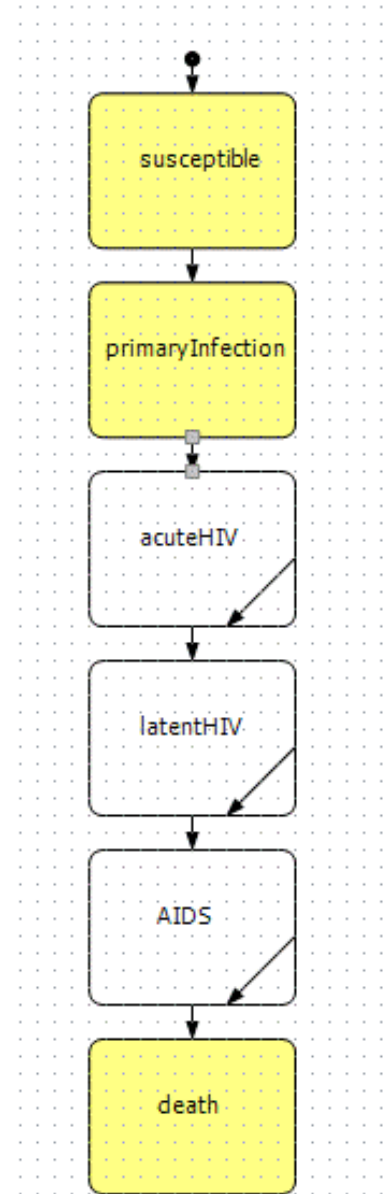 susceptible
primaryInfection
acuteHIV
latentHIV
AIDS
death